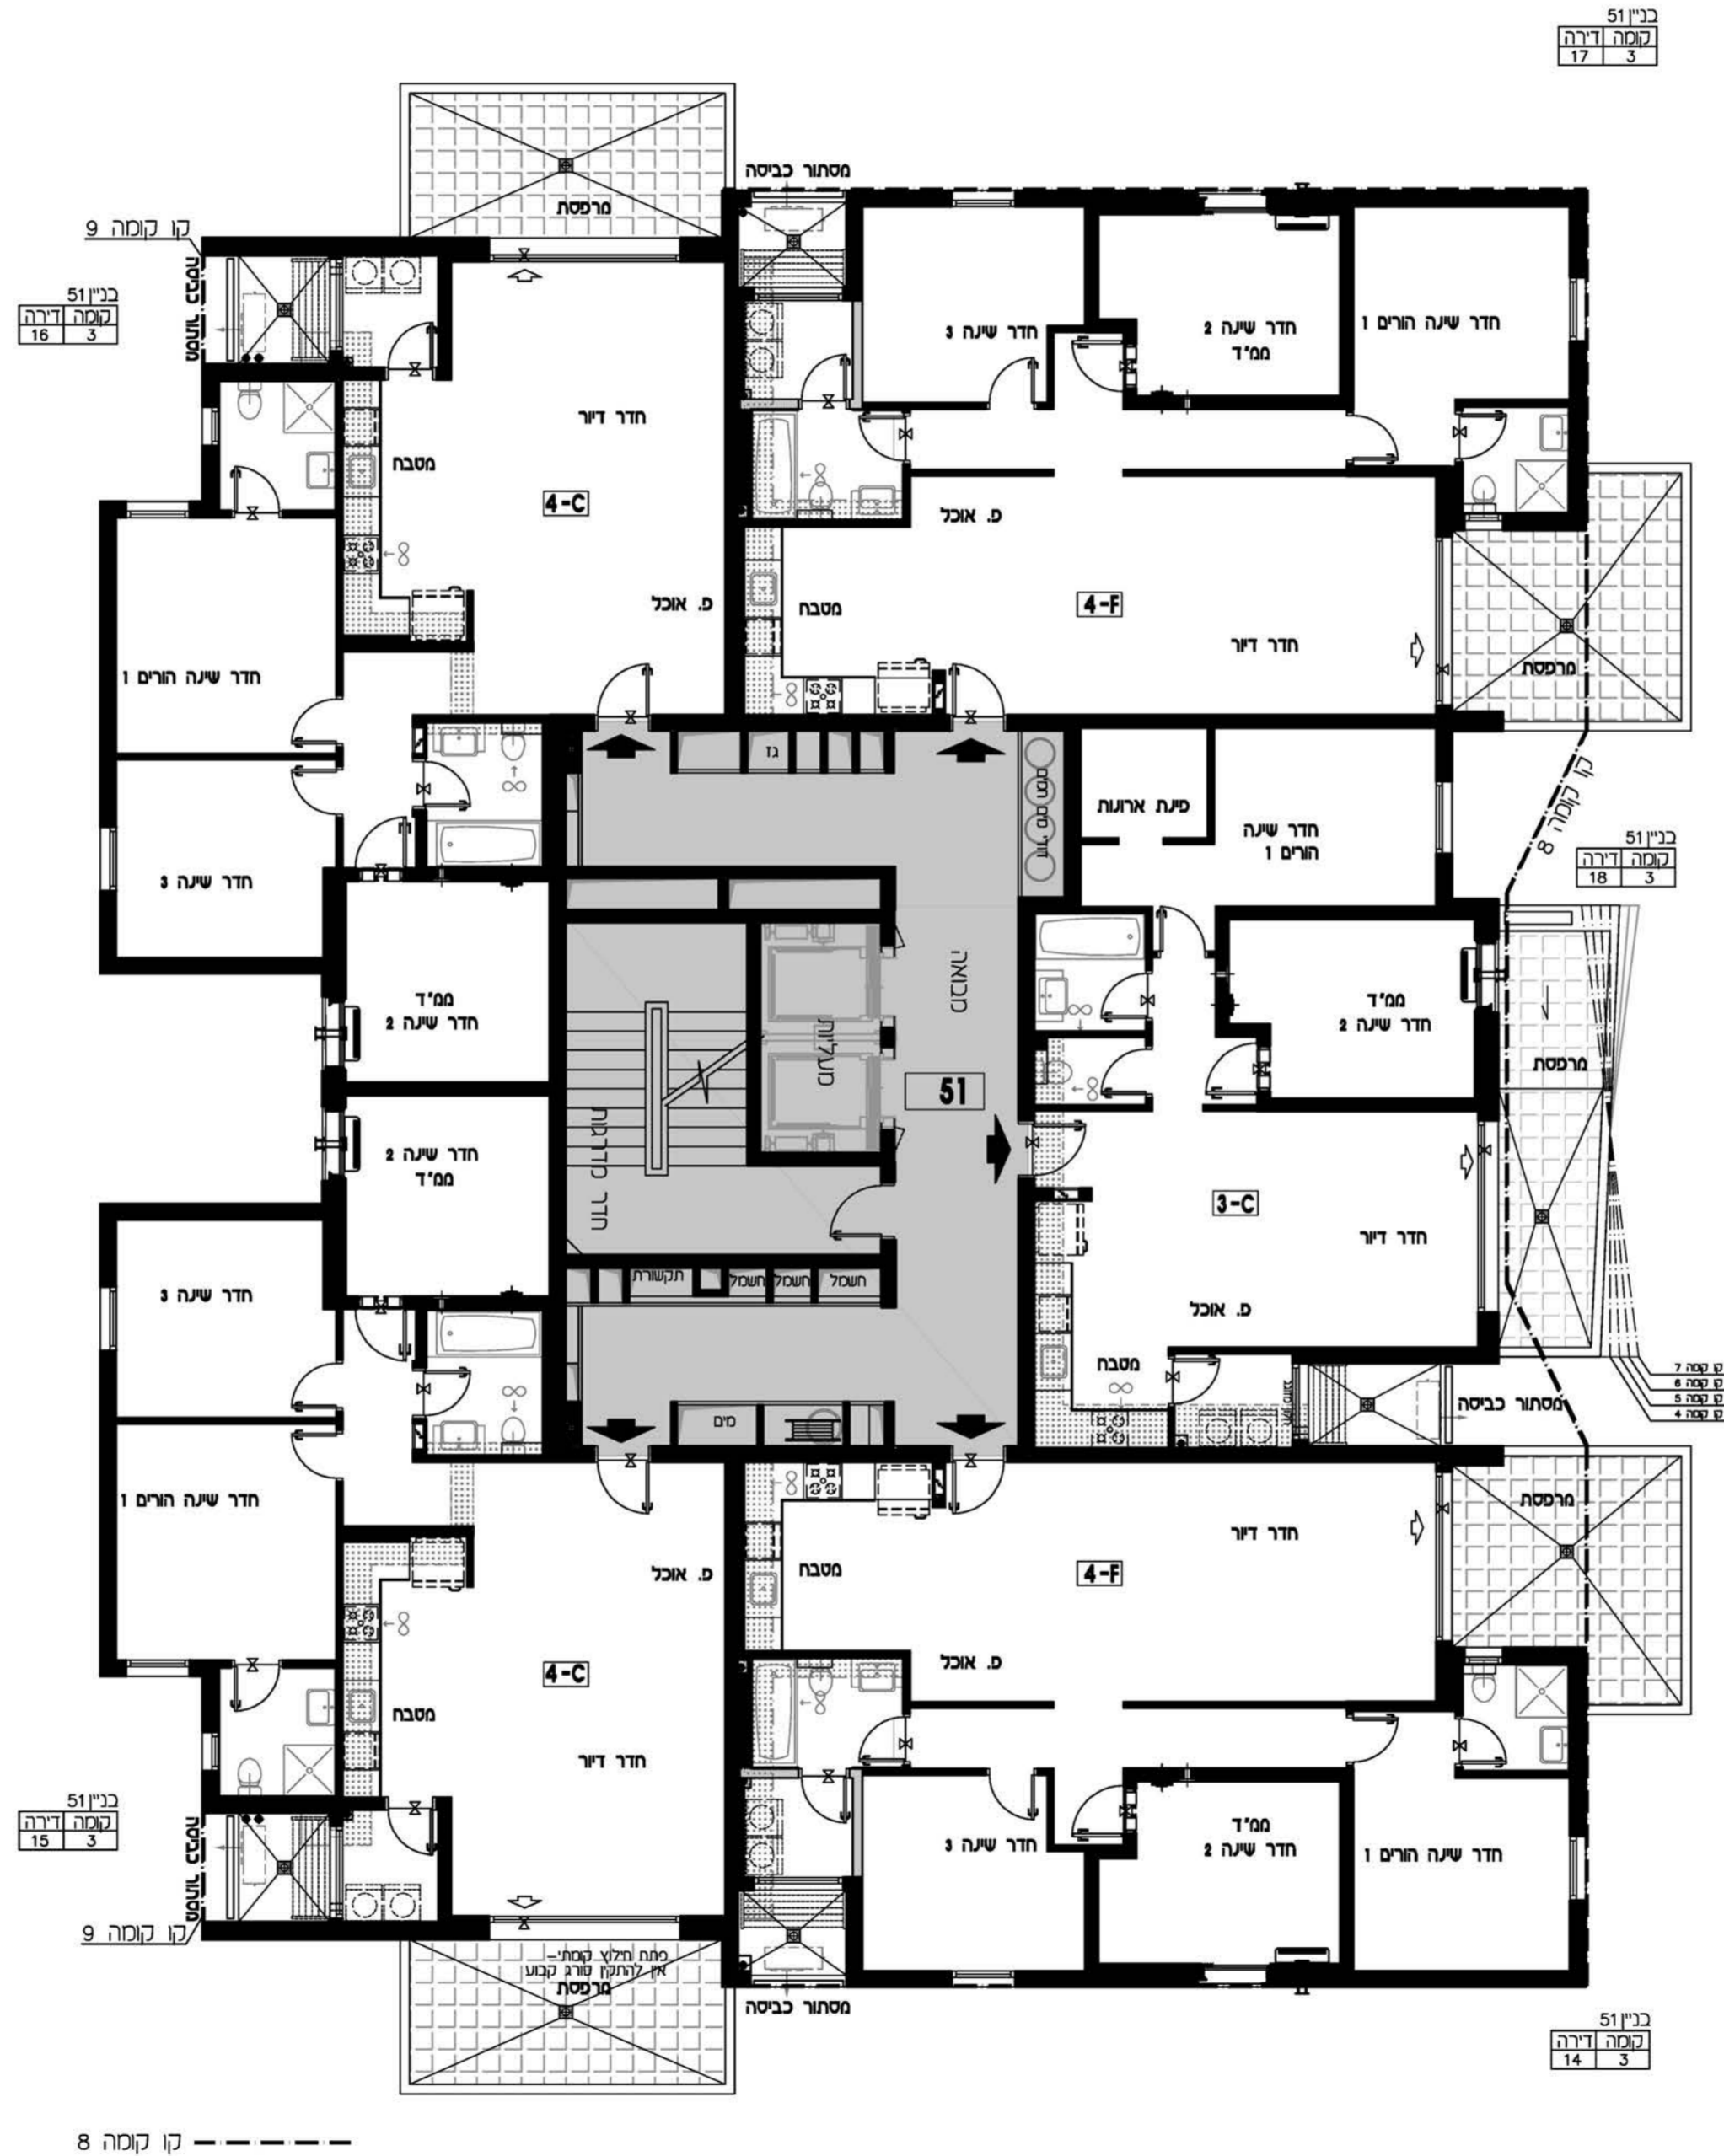 בניין 51
קומה דירה
3 17
מסתור כביסה
מרפסת
קו קומה 9
מסתור כביסה
בניין 51
קומה דירה
3 16
חדר שינה הורים 1
חדר שינה 2
ממ"ד
חדר שינה 3
חדר דיור
מטבח
4-C
פ. אוכל
פ. אוכל
מטבח
4-F
חדר דיור
מרפסת
חדר שינה הורים 1
חדר שינה 3
גז
דודי מים חמים
פינת ארונות
חדר שינה
הורים 1
קו קומה 8
בניין 51
קומה דירה
3 18
ממ"ד
חדר שינה 2
מבואה
מעליות
51
חדר מדרגות
ממ"ד
חדר שינה 2
מרפסת
חדר שינה 2
ממ"ד
3-C
חדר דיור
פ. אוכל
מטבח
תקשורת
חשמל
חשמל
חשמל
חדר שינה 3
קו קומה 7
קו קומה 6
קו קומה 5
קו קומה 4
מסתור כביסה
מים
חדר שינה הורים 1
מרפסת
חדר דיור
4-F
מטבח
פ. אוכל
פ. אוכל
4-C
מטבח
חדר דיור
בניין 51
קומה דירה
3 15
מסתור כביסה
קו קומה 9
חדר שינה 3
ממ"ד
חדר שינה 2
חדר שינה הורים 1
פתח חילוץ קומתי-
אין להתקין סורג קבוע
מרפסת
מסתור כביסה
בניין 51
קומה דירה
3 14
קו קומה 8